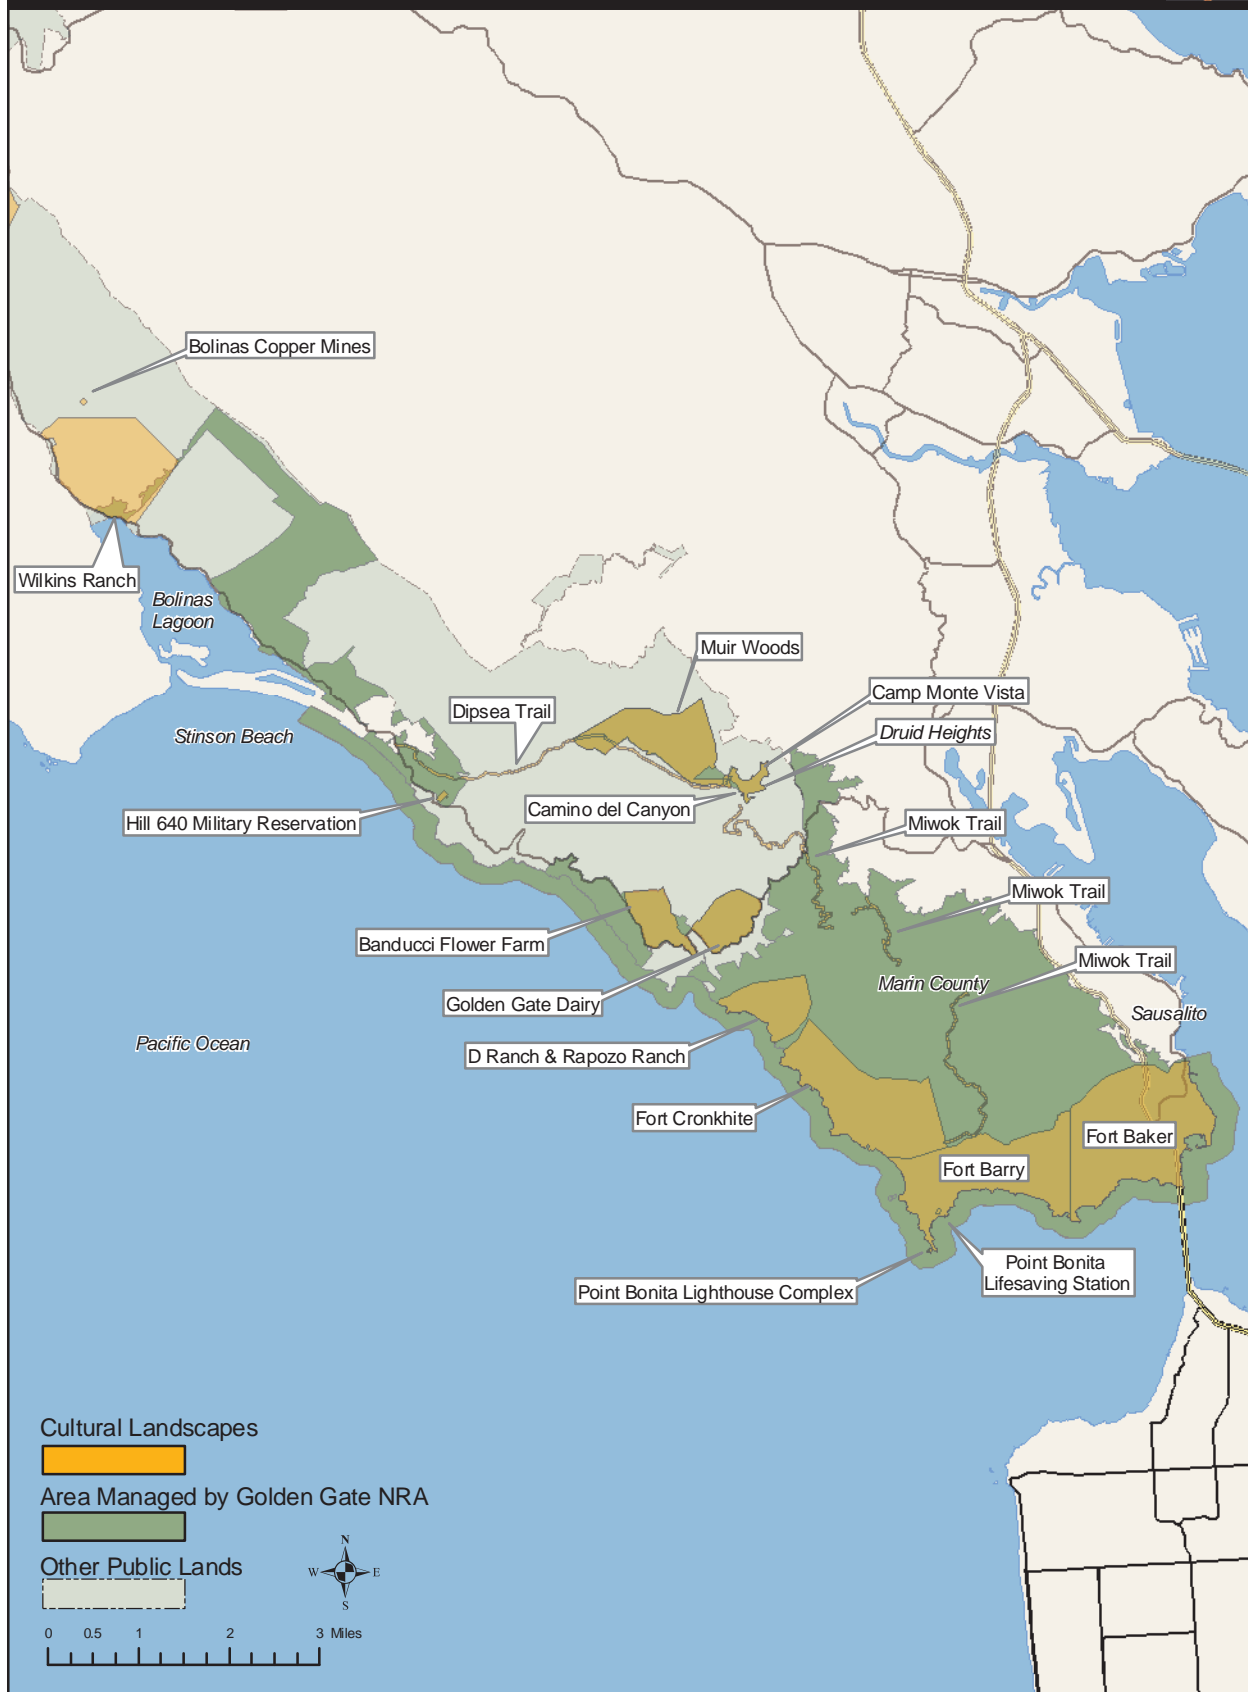 Bolinas Copper Mines
Wilkins Ranch
Bolinas
Lagoon
Muir Woods
Camp Monte Vista
Dipsea Trail
Druid Heights
Stinson Beach
Camino del Canyon
Hill 640 Military Reservation
Miwok Trail
Miwok Trail
Banducci Flower Farm
Miwok Trail
Marin County
Golden Gate Dairy
Sausalito
Pacific Ocean
D Ranch & Rapozo Ranch
Fort Cronkhite
Fort Baker
Fort Barry
Point Bonita
Lifesaving Station
Point Bonita Lighthouse Complex
Cultural Landscapes
Area Managed by Golden Gate NRA
Other Public Lands
N
W E
S
0 0.5 1 2 3 Miles